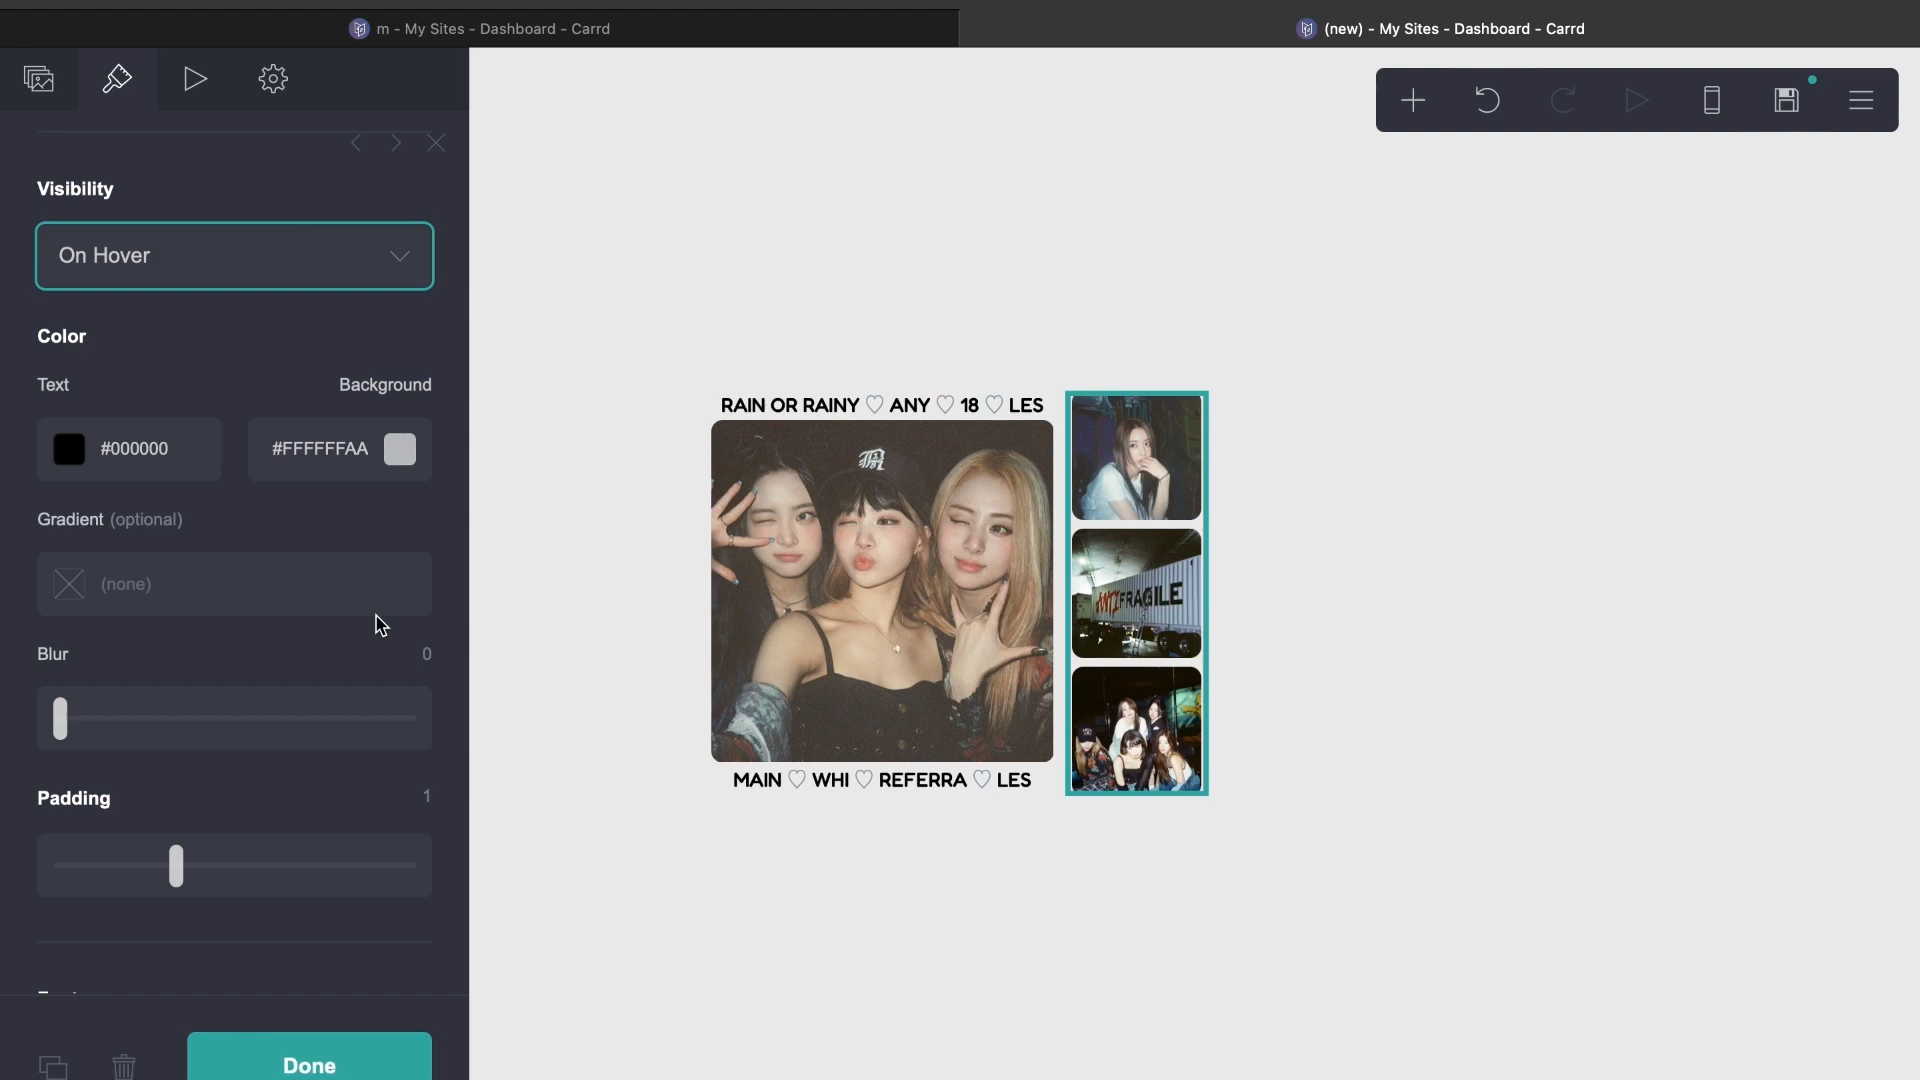 m - My Sites - Dashboard - Carrd
(new) - My Sites - Dashboard - Carrd
Visibility
On Hover
Color
Text
Background
#000000
#FFFFFFAA
Gradient (optional)
(none)
Blur
0
Padding
1
Done
RAIN OR RAINY ♡ ANY ♡ 18 ♡ LES
MAIN ♡ WHI ♡ REFERRA ♡ LES
ANTIFRAGILE